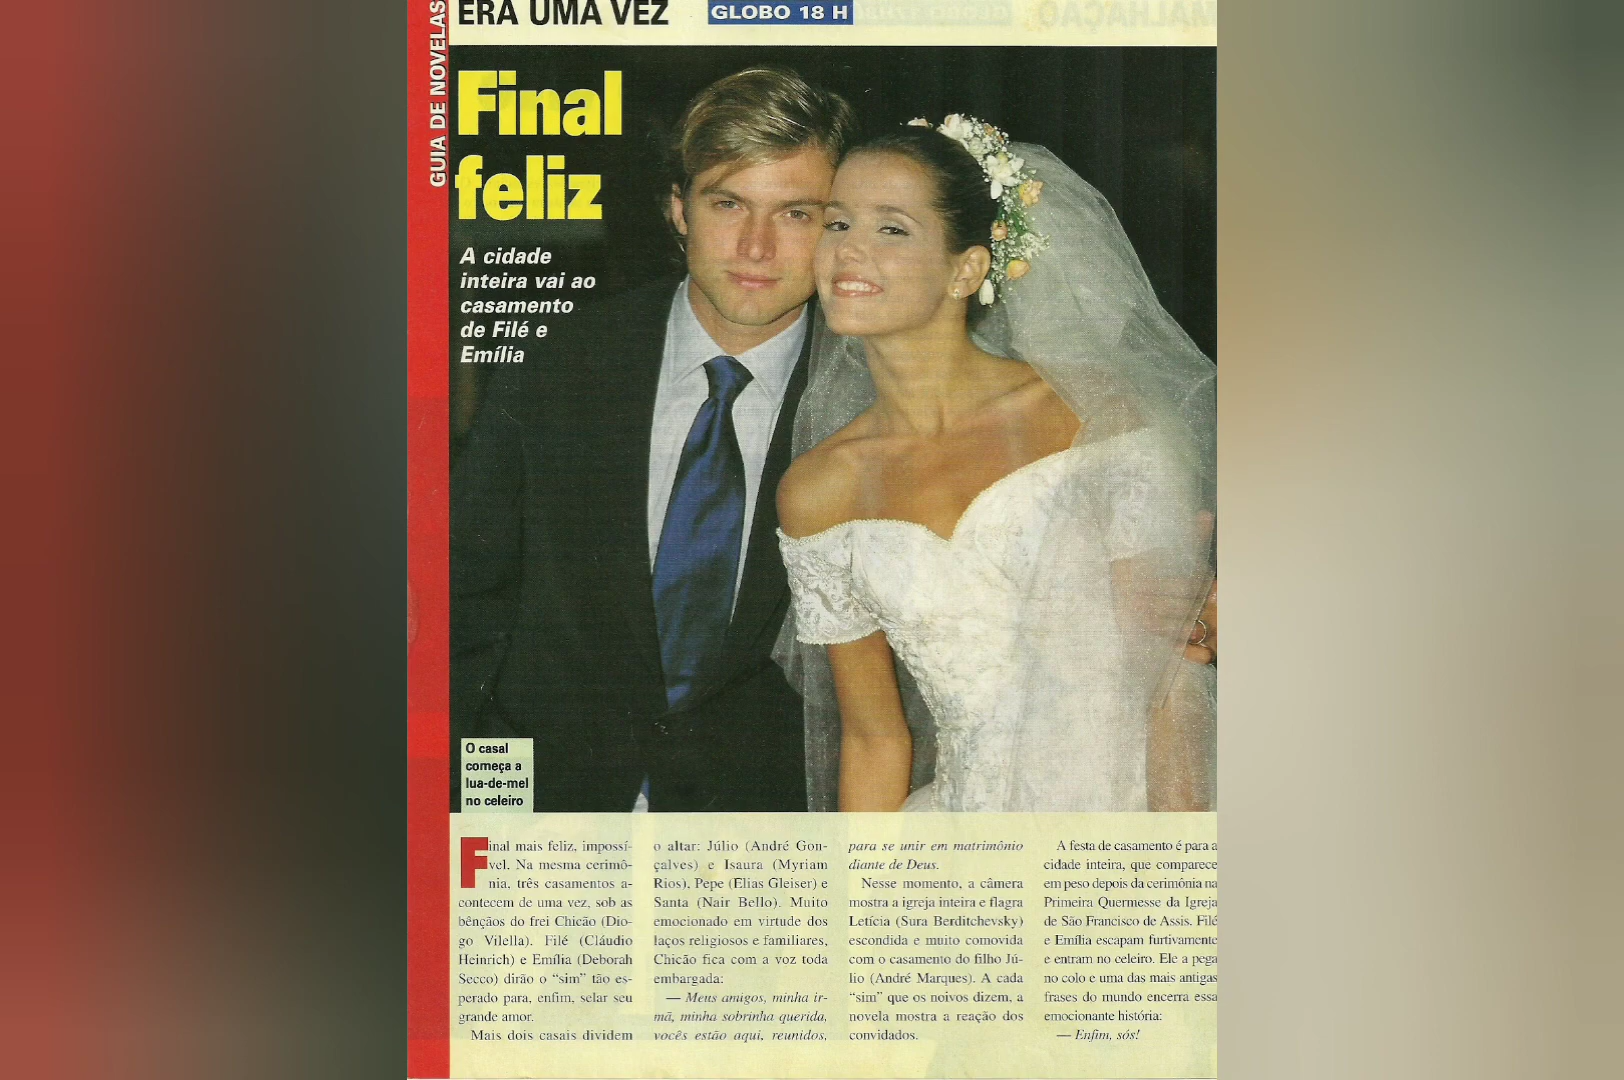 GUIA DE NOVELAS
ERA UMA VEZ
GLOBO 18 H
Final
feliz
A cidade
inteira vai ao
casamento
de Filé e
Emília
O casal
começa a
lua-de-mel
no celeiro
Final mais feliz, impossí-
vel. Na mesma cerimô-
nia, três casamentos a-
contecem de uma vez, sob as
bênçãos do frei Chicão (Dio-
go Vilella). Filé (Cláudio
Heinrich) e Emília (Deborah
Secco) dirão o “sim” tão es-
perado para, enfim, selar seu
grande amor.
Mais dois casais dividem
o altar: Júlio (André Gon-
çalves) e Isaura (Myriam
Rios), Pepe (Elias Gleiser) e
Santa (Nair Bello). Muito
emocionado em virtude dos
laços religiosos e familiares,
Chicão fica com a voz toda
embargada:
— Meus amigos, minha ir-
mã, minha sobrinha querida,
vocês estão aqui, reunidos,
para se unir em matrimônio
diante de Deus.
Nesse momento, a câmera
mostra a igreja inteira e flagra
Letícia (Sura Berditchevsky)
escondida e muito comovida
com o casamento do filho Jú-
lio (André Marques). A cada
“sim” que os noivos dizem, a
novela mostra a reação dos
convidados.
A festa de casamento é para a
cidade inteira, que comparece
em peso depois da cerimônia na
Primeira Quermesse da Igreja
de São Francisco de Assis. Filé
e Emília escapam furtivamente
e entram no celeiro. Ele a pega
no colo e uma das mais antigas
frases do mundo encerra essa
emocionante história:
— Enfim, sós!